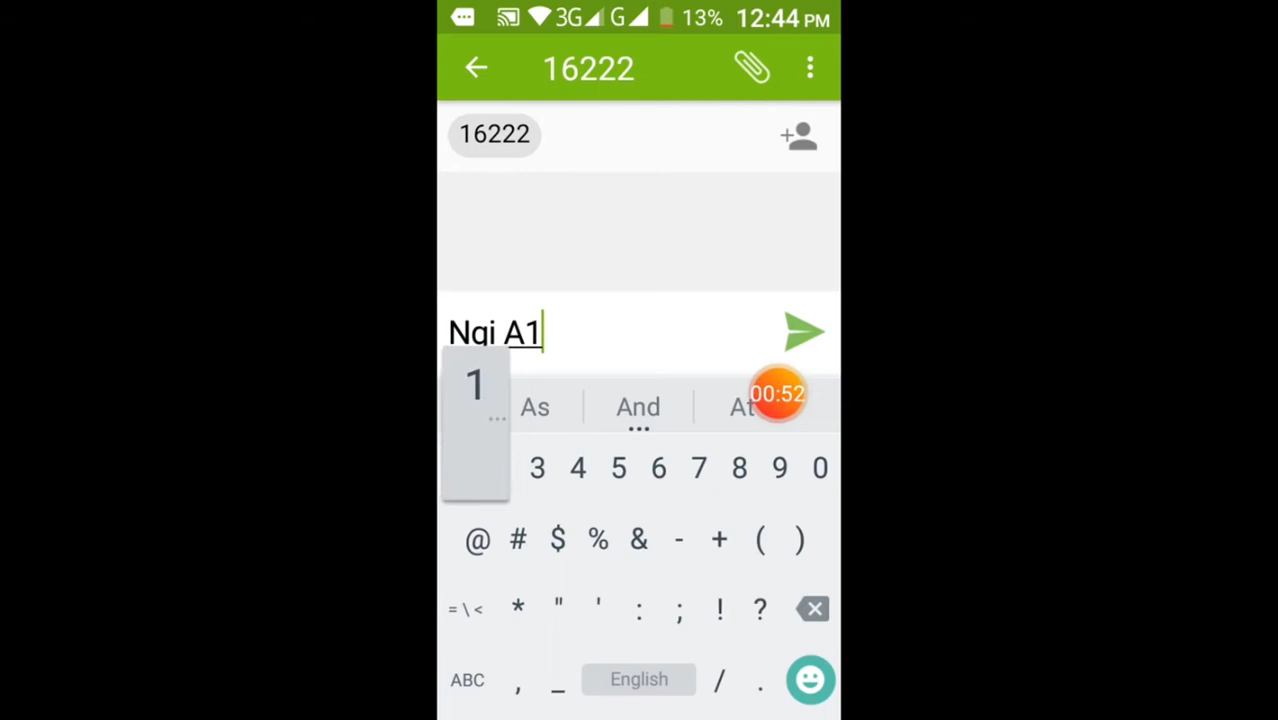 3G G 13% 12:44 PM
16222
16222
Ngi A1
1
As And At
00:52
3 4 5 6 7 8 9 0
@ # $ % & - + ( )
= \ < * " ' : ; ! ?
ABC , _ English / .